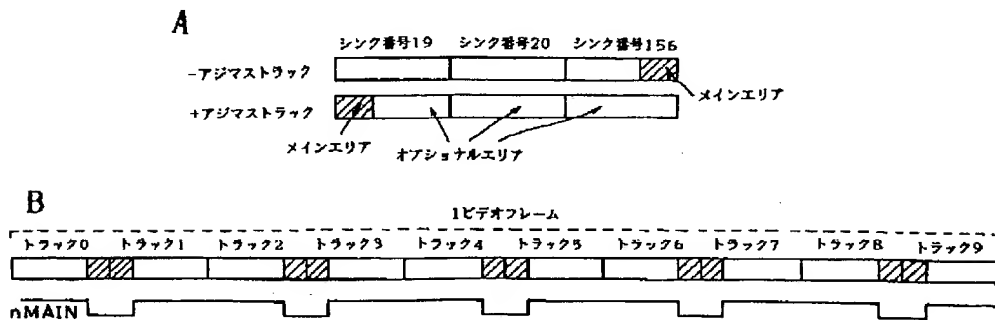 A
シンク番号19 シンク番号20 シンク番号156
-アジマストラック
メインエリア
+アジマストラック
メインエリア オプショナルエリア
B
1ビデオフレーム
トラック0 トラック1 トラック2 トラック3 トラック4 トラック5 トラック6 トラック7 トラック8 トラック9
nMAIN